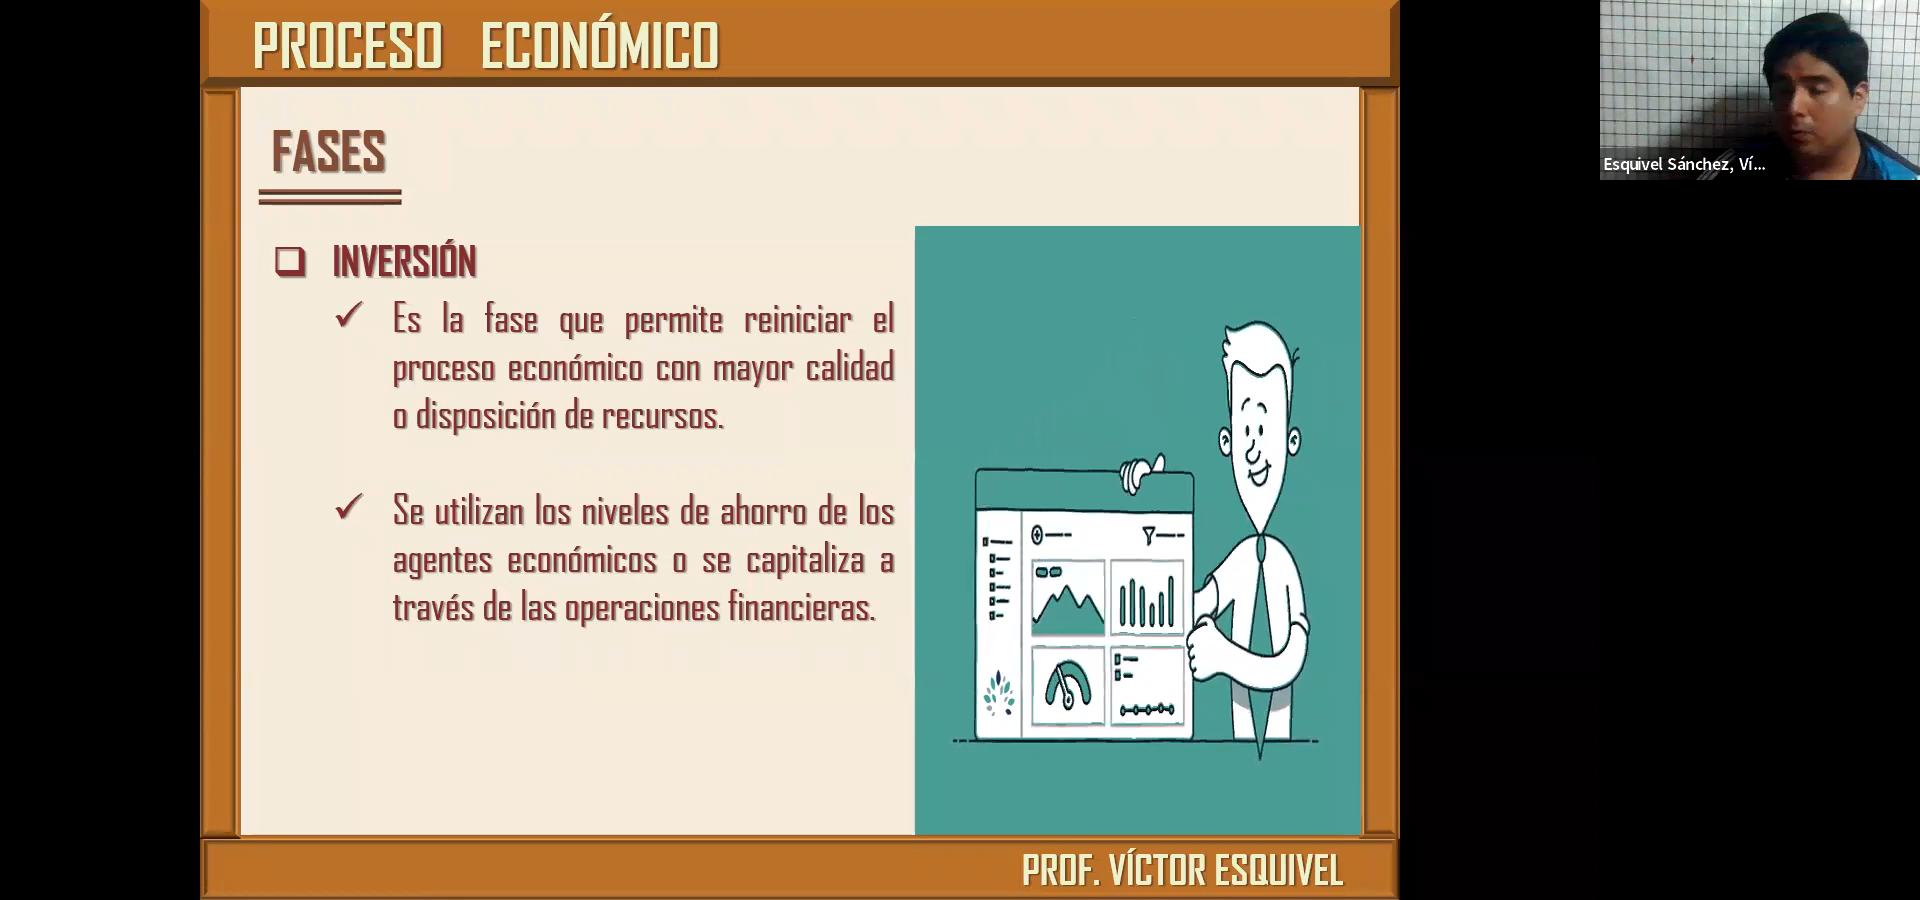 PROCESO ECONÓMICO
FASES
INVERSIÓN
Es la fase que permite reiniciar el
proceso económico con mayor calidad
o disposición de recursos.
Se utilizan los niveles de ahorro de los
agentes económicos o se capitaliza a
través de las operaciones financieras.
PROF. VÍCTOR ESQUIVEL
Esquivel Sánchez, Ví...